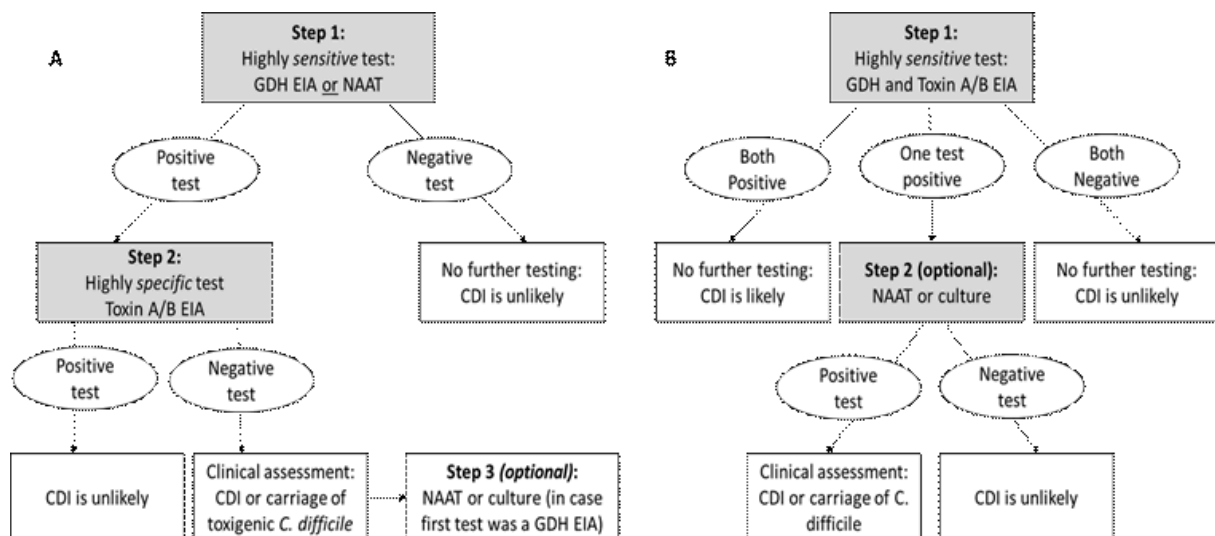 A
Step 1:
Highly sensitive test:
GDH EIA or NAAT
Positive
test
Negative
test
Step 2:
Highly specific test
Toxin A/B EIA
No further testing:
CDI is unlikely
Positive
test
Negative
test
CDI is unlikely
Clinical assessment:
CDI or carriage of
toxigenic C. difficile
Step 3 (optional):
NAAT or culture (in case
first test was a GDH EIA)
B
Step 1:
Highly sensitive test:
GDH and Toxin A/B EIA
Both
Positive
One test
positive
Both
Negative
No further testing:
CDI is likely
Step 2 (optional):
NAAT or culture
No further testing:
CDI is unlikely
Positive
test
Negative
test
Clinical assessment:
CDI or carriage of C.
difficile
CDI is unlikely